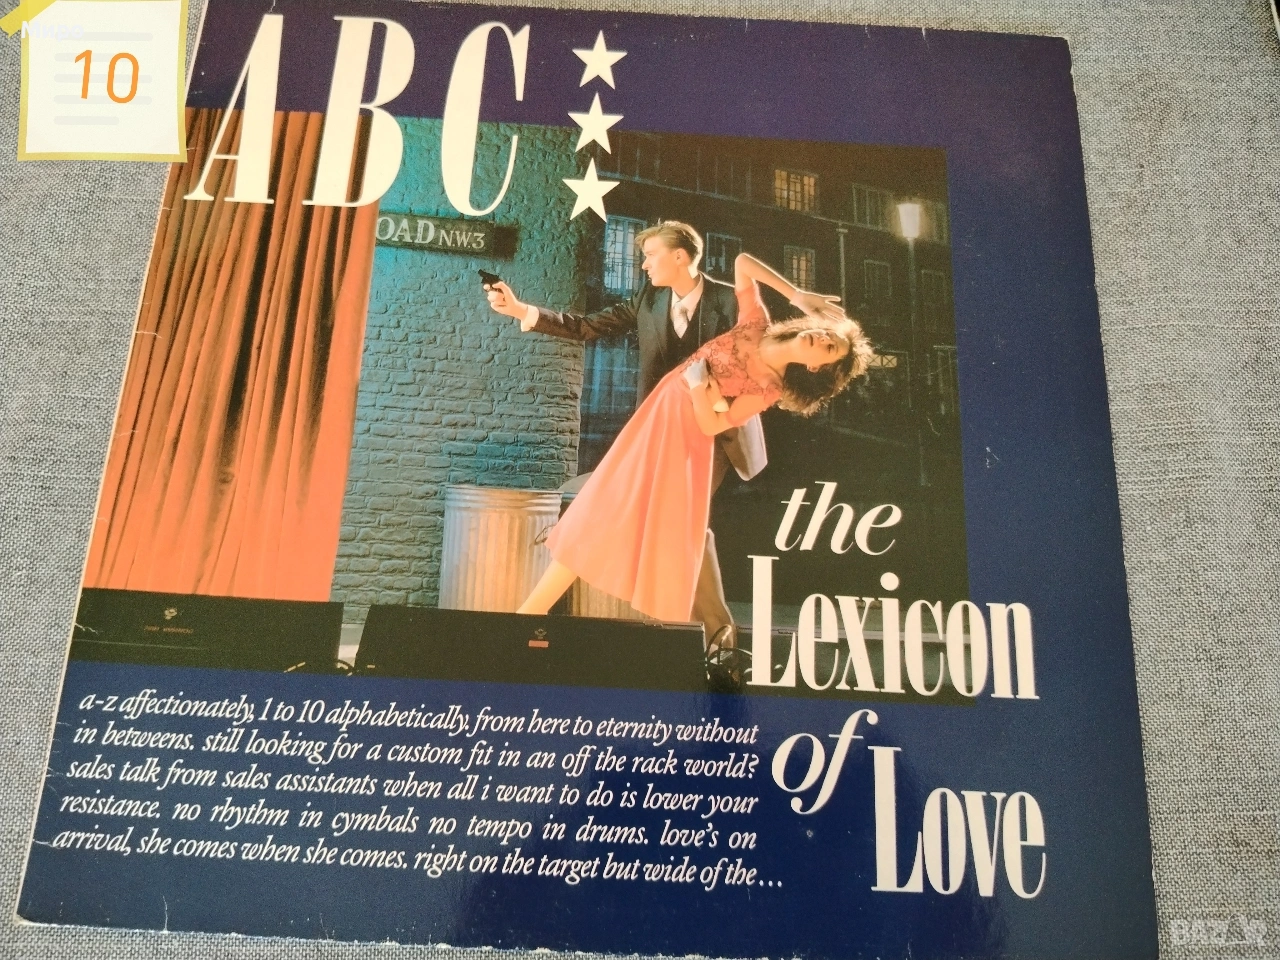 Миро
10
ABC
OAD NW3
the
Lexicon
of
Love
a-z affectionately, 1 to 10 alphabetically. from here to eternity without
in betweens. still looking for a custom fit in an off the rack world?
sales talk from sales assistants when all i want to do is lower your
resistance. no rhythm in cymbals no tempo in drums. love's on
arrival, she comes when she comes. right on the target but wide of the...